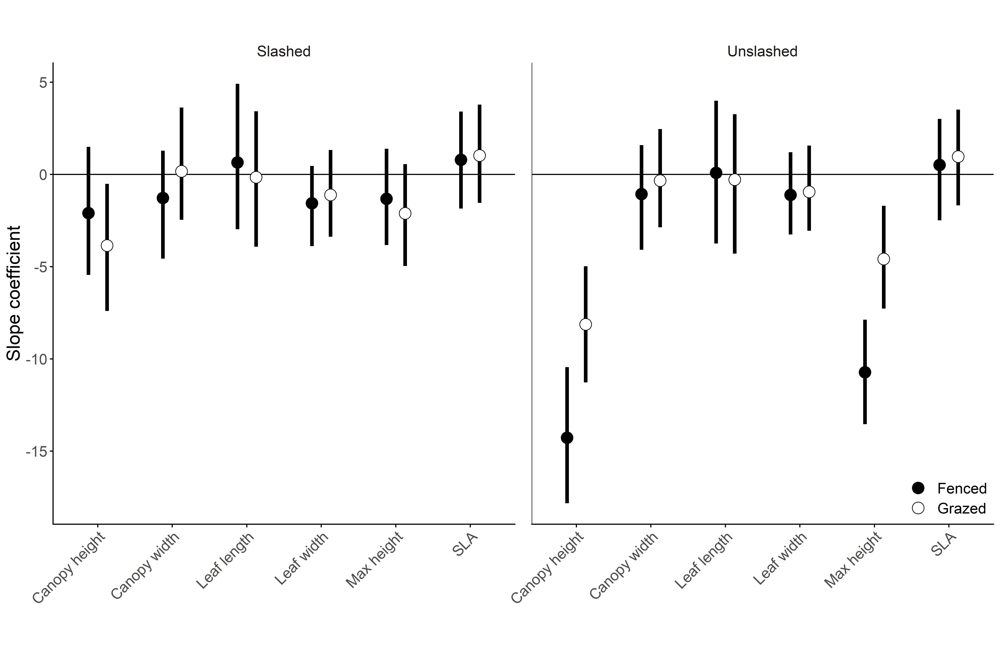 Slashed
Unslashed
5
0
-5
-10
-15
Slope coefficient
Canopy height
Canopy width
Leaf length
Leaf width
Max height
SLA
Canopy height
Canopy width
Leaf length
Leaf width
Max height
SLA
Fenced
Grazed